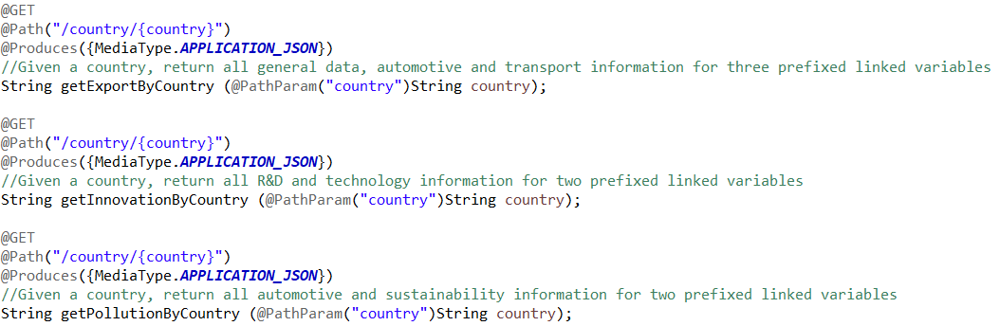 @GET
@Path("/country/{country}")
@Produces({MediaType.APPLICATION_JSON})
//Given a country, return all general data, automotive and transport information for three prefixed linked variables
String getExportByCountry (@PathParam("country")String country);
@GET
@Path("/country/{country}")
@Produces({MediaType.APPLICATION_JSON})
//Given a country, return all R&D and technology information for two prefixed linked variables
String getInnovationByCountry (@PathParam("country")String country);
@GET
@Path("/country/{country}")
@Produces({MediaType.APPLICATION_JSON})
//Given a country, return all automotive and sustainability information for two prefixed linked variables
String getPollutionByCountry (@PathParam("country")String country);